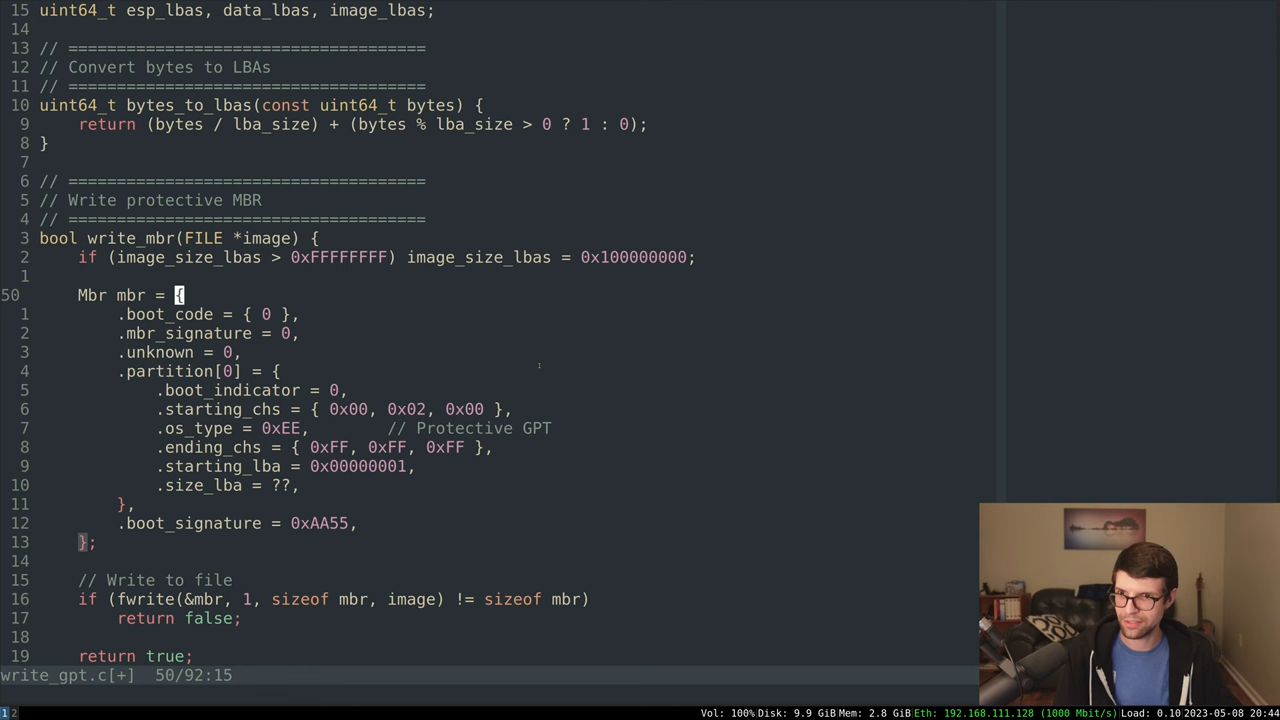 15 uint64_t esp_lbas, data_lbas, image_lbas;
14
13 // =====================================
12 // Convert bytes to LBAs
11 // =====================================
10 uint64_t bytes_to_lbas(const uint64_t bytes) {
9     return (bytes / lba_size) + (bytes % lba_size > 0 ? 1 : 0);
8 }
7
6 // =====================================
5 // Write protective MBR
4 // =====================================
3 bool write_mbr(FILE *image) {
2     if (image_size_lbas > 0xFFFFFFFF) image_size_lbas = 0x100000000;
1
50     Mbr mbr = {
1         .boot_code = { 0 },
2         .mbr_signature = 0,
3         .unknown = 0,
4         .partition[0] = {
5             .boot_indicator = 0,
6             .starting_chs = { 0x00, 0x02, 0x00 },
7             .os_type = 0xEE,        // Protective GPT
8             .ending_chs = { 0xFF, 0xFF, 0xFF },
9             .starting_lba = 0x00000001,
10             .size_lba = ??,
11         },
12         .boot_signature = 0xAA55,
13     };
14
15     // Write to file
16     if (fwrite(&mbr, 1, sizeof mbr, image) != sizeof mbr)
17         return false;
18
19     return true;
write_gpt.c[+]  50/92:15
1 2 Vol: 100% Disk: 9.9 GiB Mem: 2.8 GiB Eth: 192.168.111.128 (1000 Mbit/s) Load: 0.10 2023-05-08 20:44